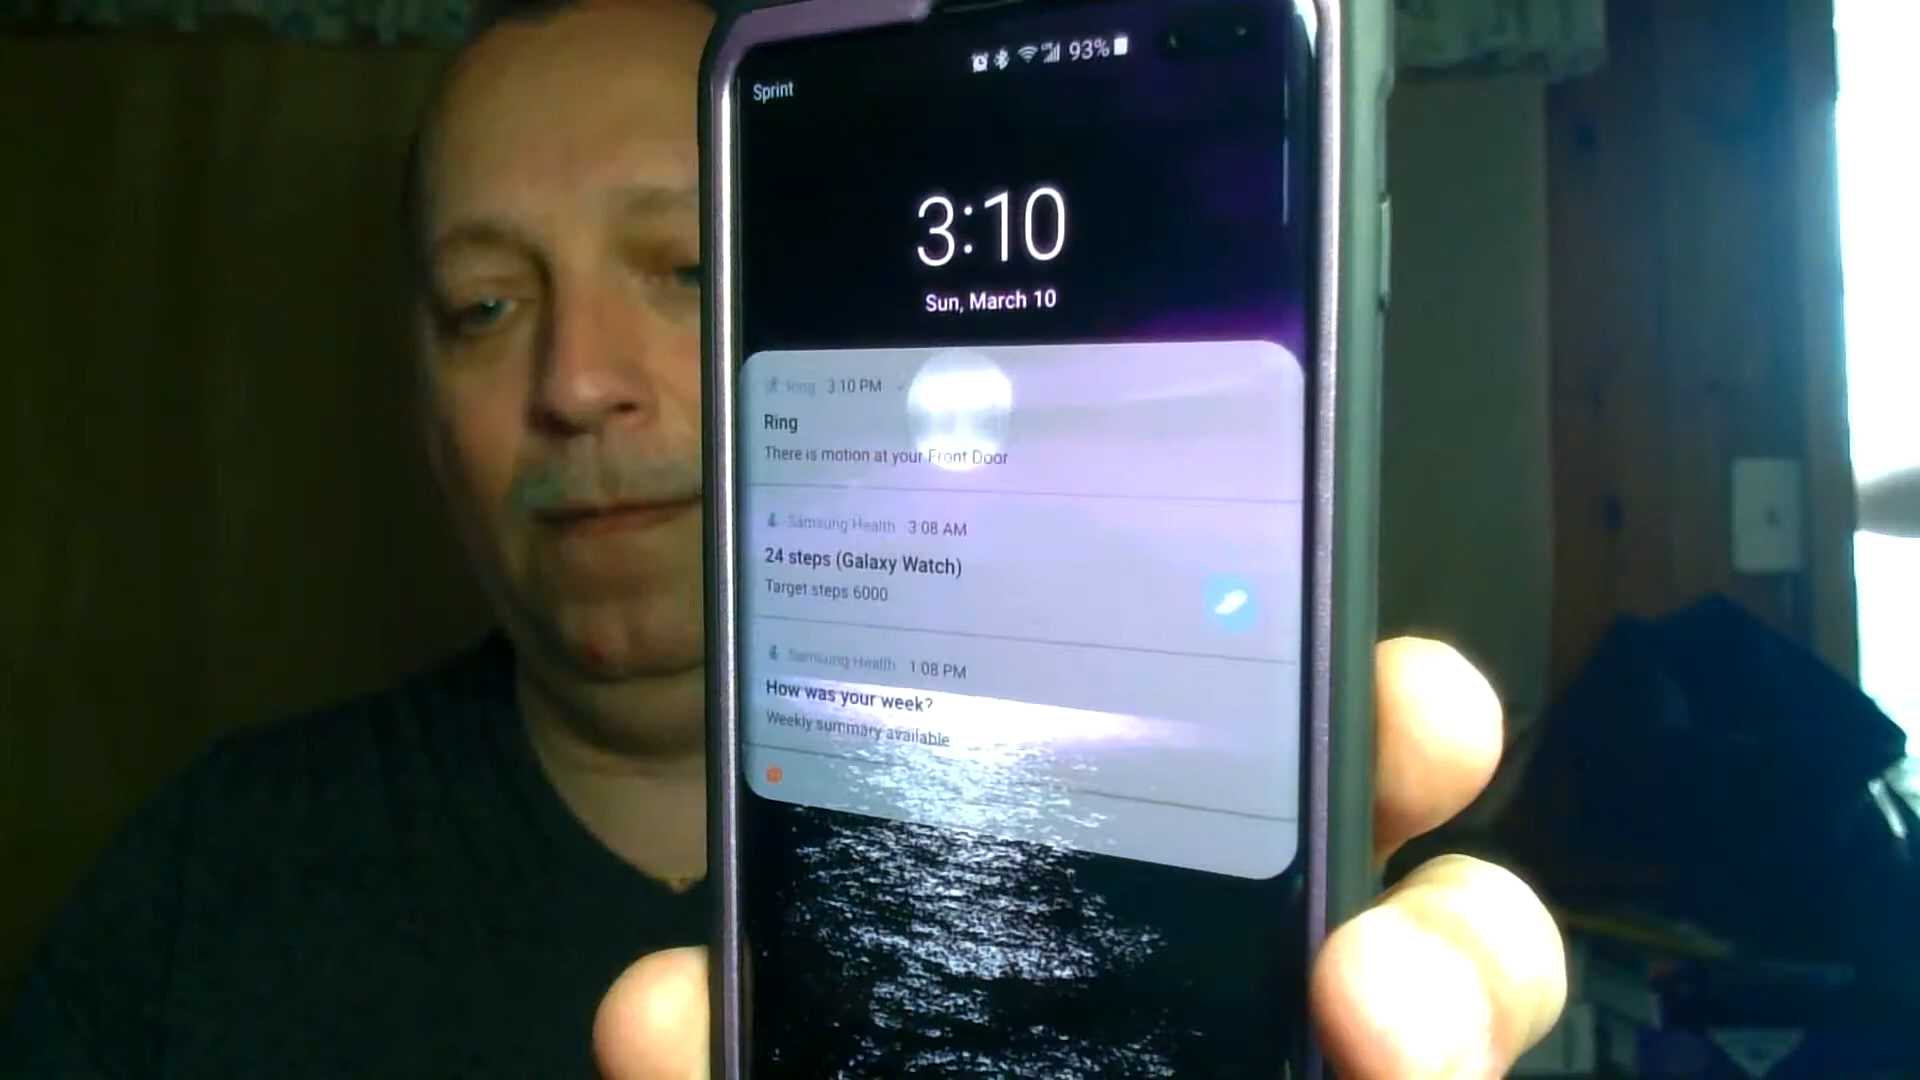 93%
Sprint
3:10
Sun, March 10
Ring 3:10 PM
Ring
There is motion at your Front Door
Samsung Health 3:08 AM
24 steps (Galaxy Watch)
Target steps 6000
Samsung Health 1:08 PM
How was your week?
Weekly summary available